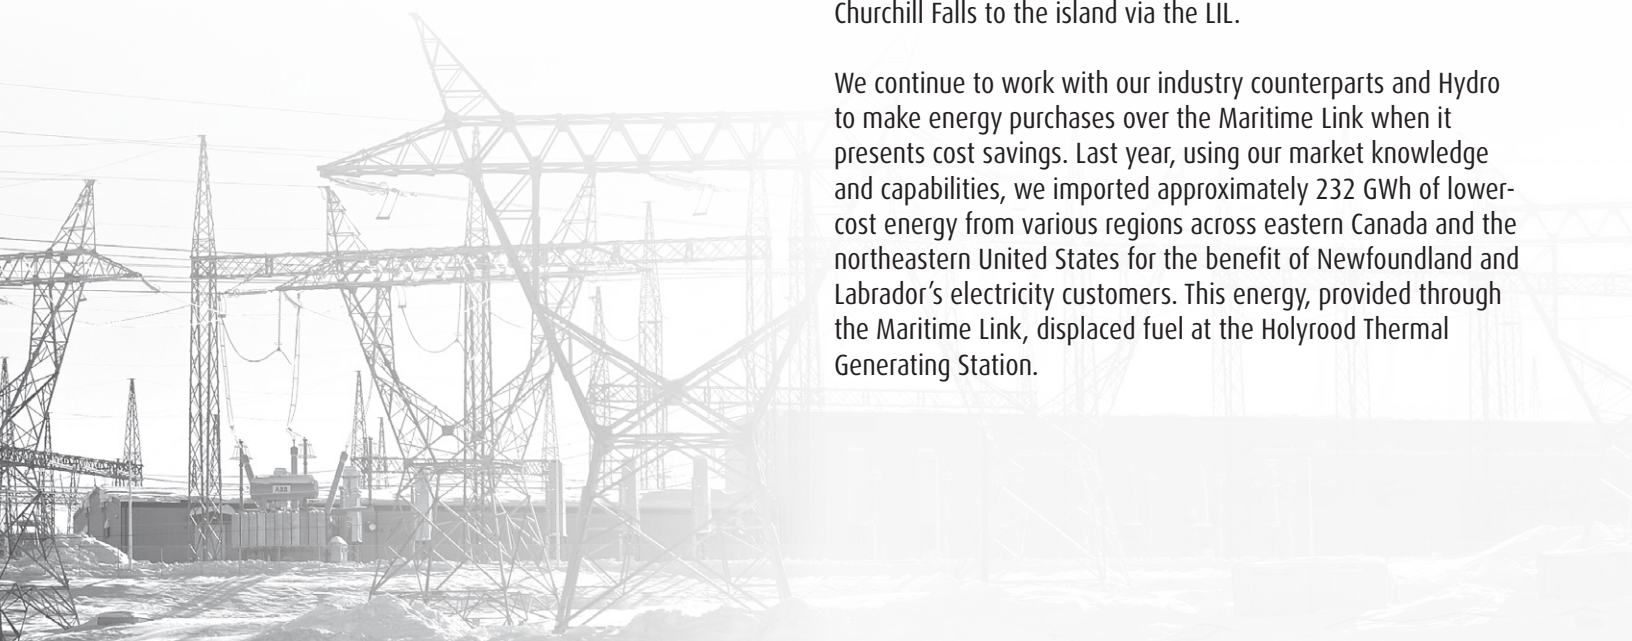 Churchill Falls to the island via the LIL.
We continue to work with our industry counterparts and Hydro
to make energy purchases over the Maritime Link when it
presents cost savings. Last year, using our market knowledge
and capabilities, we imported approximately 232 GWh of lower-
cost energy from various regions across eastern Canada and the
northeastern United States for the benefit of Newfoundland and
Labrador’s electricity customers. This energy, provided through
the Maritime Link, displaced fuel at the Holyrood Thermal
Generating Station.
ABB